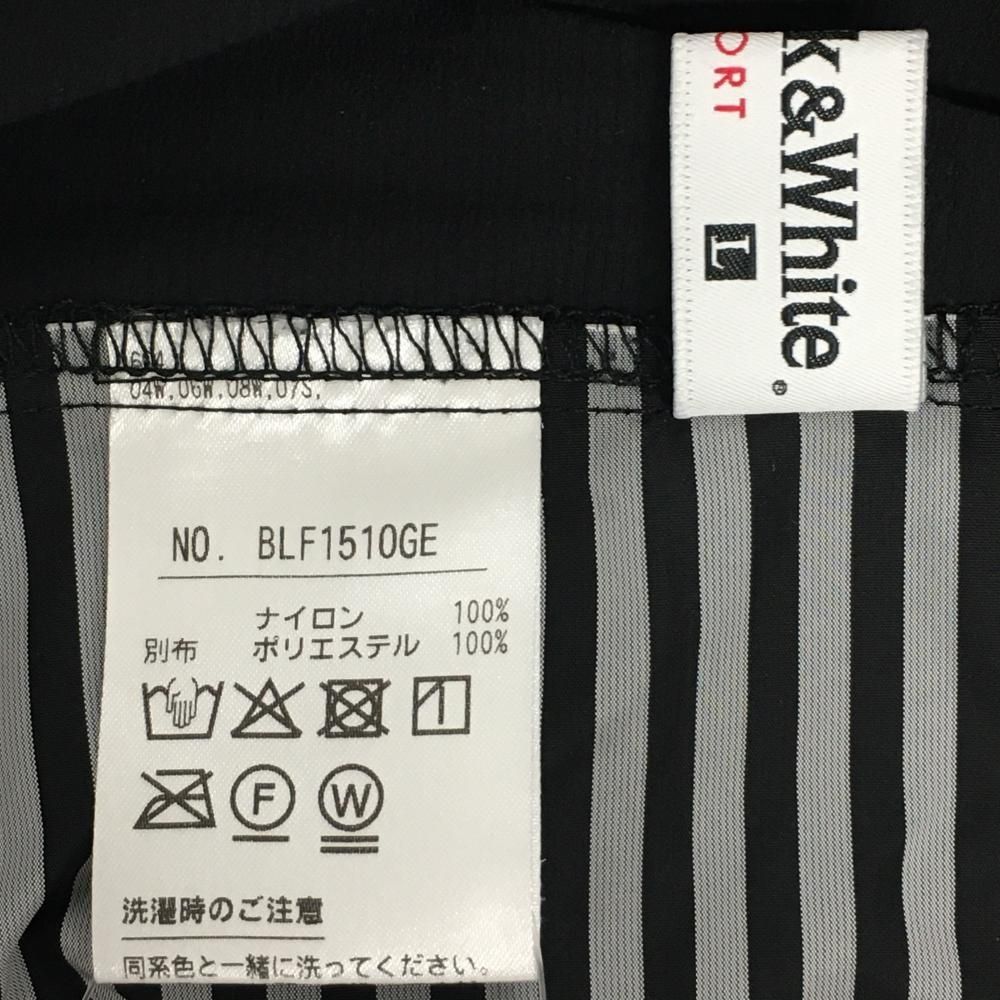 ORT
k&White®
L
04W.06W.08W.07S.
NO. BLF1510GE
ナイロン 100%
別布 ポリエステル 100%
F W
洗濯時のご注意
同系色と一緒に洗ってください。